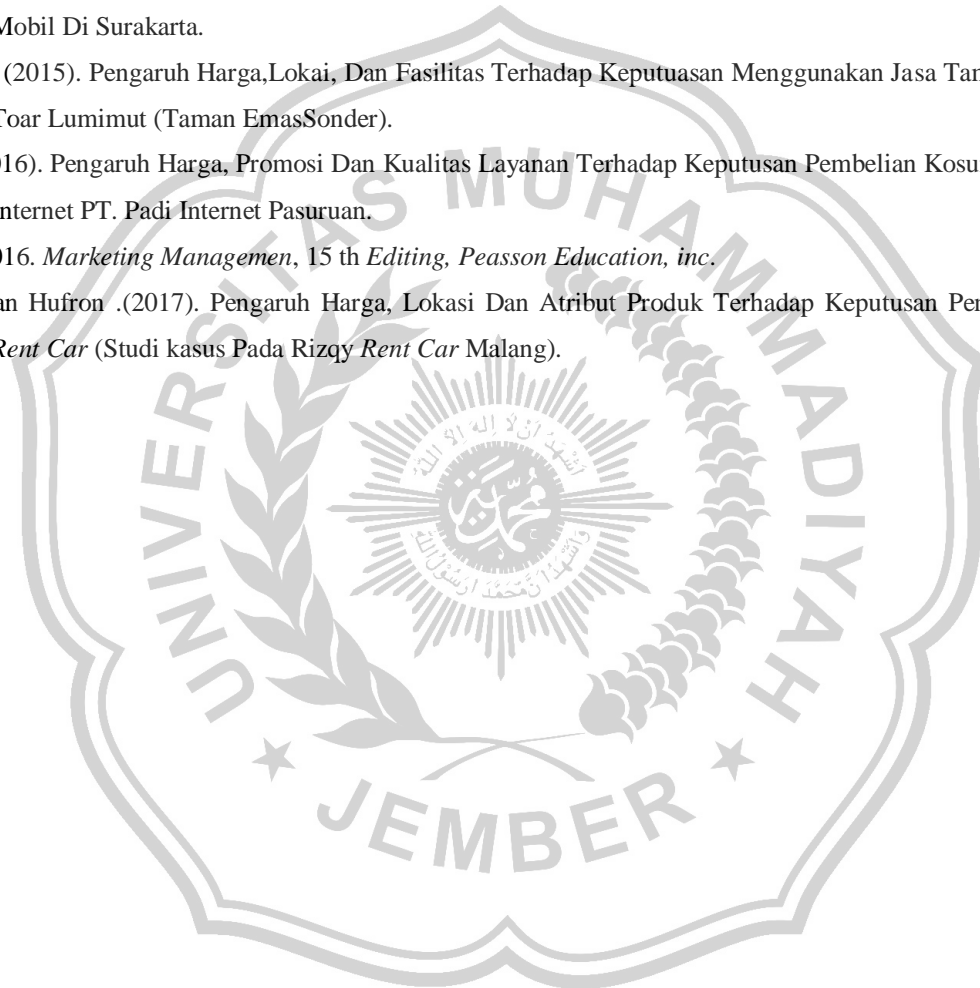 Mobil Di Surakarta.
(2015). Pengaruh Harga,Lokai, Dan Fasilitas Terhadap Keputuasan Menggunakan Jasa
Toar Lumimut (Taman EmasSonder).
016). Pengaruh Harga, Promosi Dan Kualitas Layanan Terhadap Keputusan Pembelian Kosu
nternet PT. Padi Internet Pasuruan.
016. Marketing Managemen, 15 th Editing, Peasson Education, inc.
an Hufron .(2017). Pengaruh Harga, Lokasi Dan Atribut Produk Terhadap Keputusan
Rent Car (Studi kasus Pada Rizqy Rent Car Malang).
UNIVERSITAS MUHAMMADIYAH
JEMBER